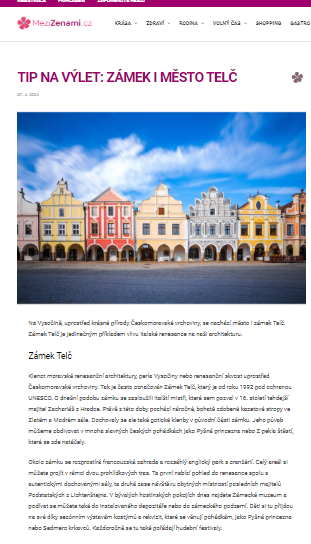 MeziZenami.cz
KRÁSA
ZDRAVÍ
RODINA
VOLNÝ ČAS
SHOPPING
GASTRO
TIP NA VÝLET: ZÁMEK I MĚSTO TELČ
Na Vysočině, uprostřed krásné přírody Českomoravské vrchoviny, se nachází město i zámek Telč.
Zámek Telč je jedinečným příkladem vlivu italské renesance na naši architekturu.
Zámek Telč
Klenot moravské renesanční architektury, perla Vysočiny nebo renesanční skvost uprostřed
Českomoravské vrchoviny. Tak je často označován Zámek Telč, který je od roku 1992 pod ochranou
UNESCO. O dnešní podobu zámku se zasloužili italští mistři, které sem pozval v 16. století tehdejší
majitel Zachariáš z Hradce. Právě z této doby pochází náročné, bohatě zdobené kazetové stropy ve
Zlatém a Modrém sále. Dochovaly se ale také gotické klenby v původní části zámku. Jeho půvab
můžeme obdivovat v mnoha slavných českých pohádkách jako Pyšná princezna nebo Z pekla štěstí,
které se zde natáčely.
Okolo zámku se rozprostírá francouzská zahrada a rozsáhlý anglický park s oranžérií. Celý areál si
můžete projít v rámci dvou prohlídkových tras. Ta první nabízí pohled do renesance spolu s
autentickými dochovanými sály, ta druhá zase návštěvu obytných místností posledních majitelů
Podstatských z Lichtenštejna. V bývalých hostinských pokojích dnes najdete Zámecké muzeum a
podívat se můžete také do instalovaného depozitáře nebo do zámeckého podzemí. Děti si tu přijdou
na své díky sezónním výstavám kostýmů a rekvizit, které se věnují pohádkám, jako Pyšná princezna
nebo Sedmero krkavců. Každoročně se tu také pořádají hudební festivaly.